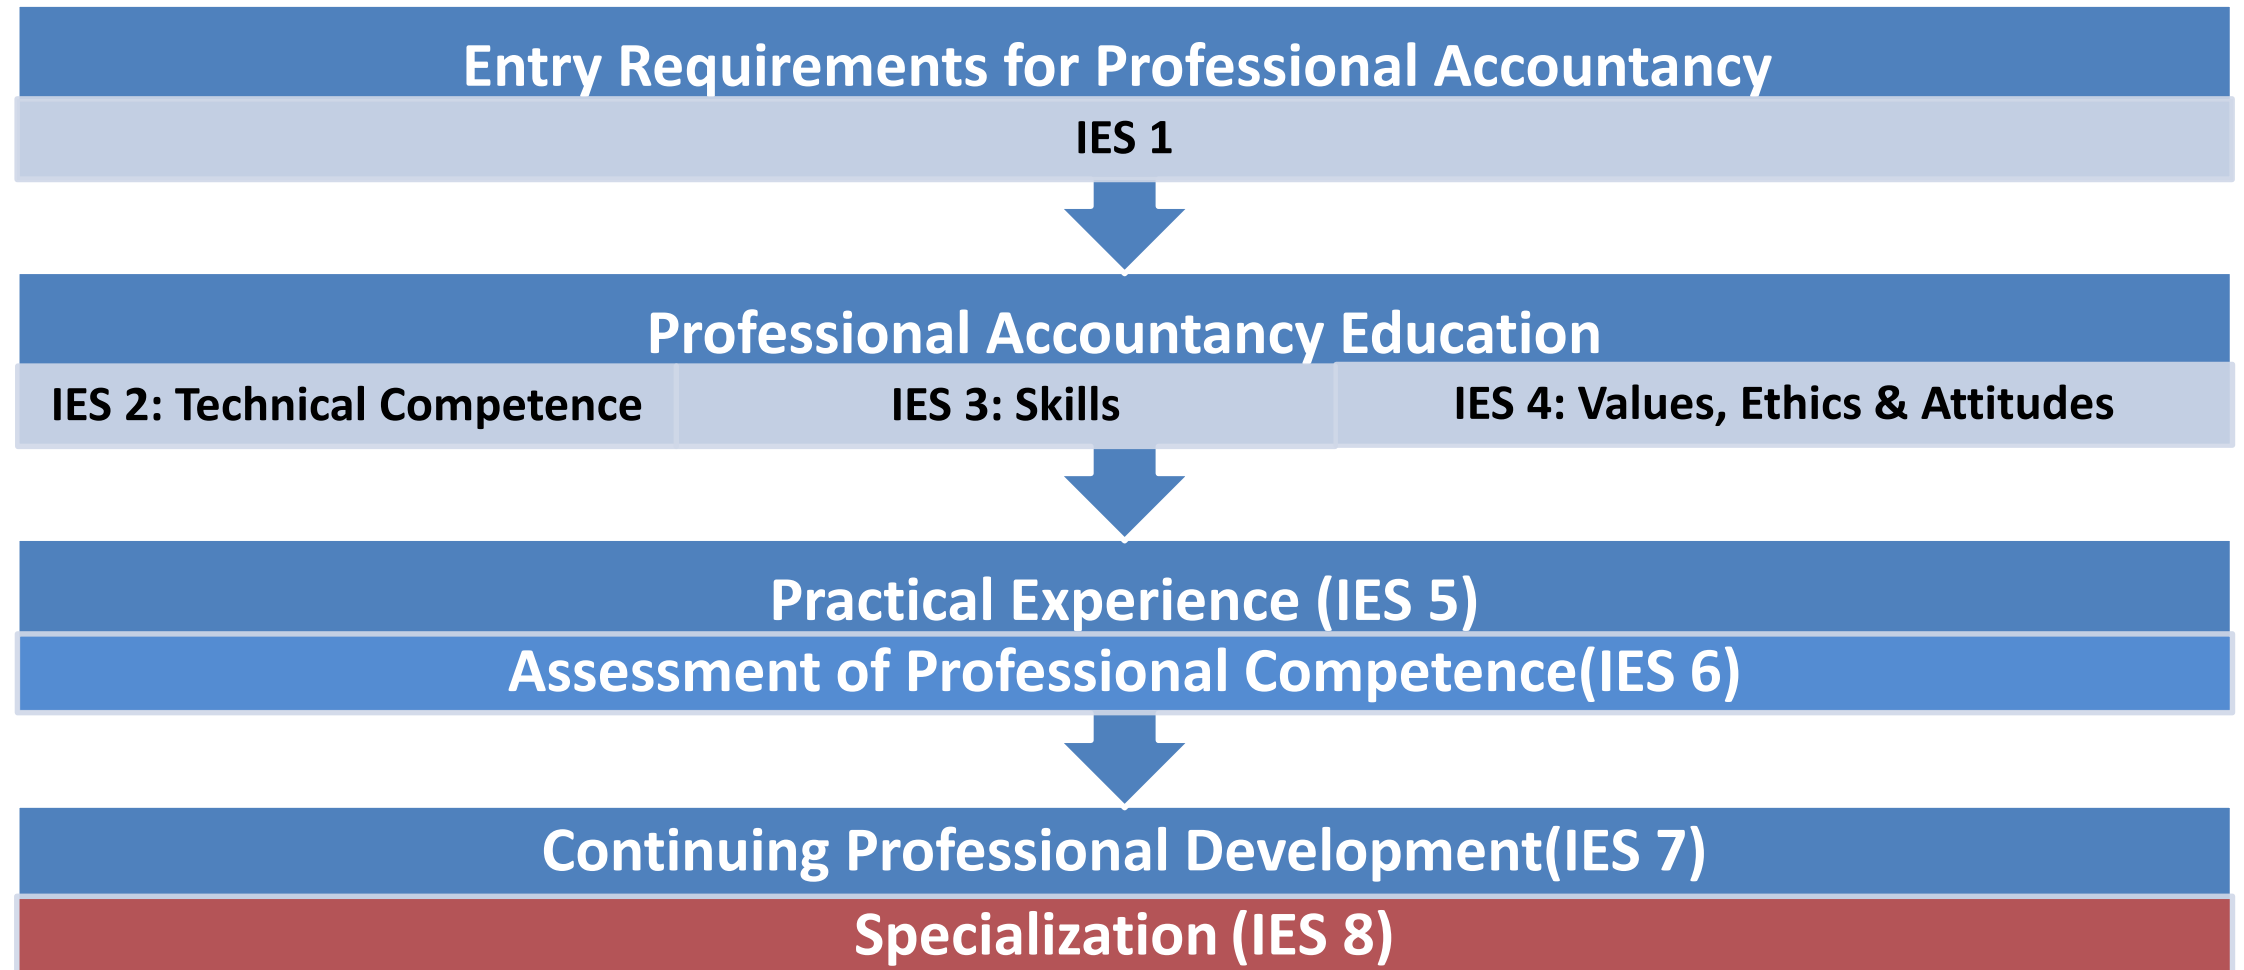 Entry Requirements for Professional Accountancy
IES 1
Professional Accountancy Education
IES 2: Technical Competence
IES 3: Skills
IES 4: Values, Ethics & Attitudes
Practical Experience (IES 5)
Assessment of Professional Competence(IES 6)
Continuing Professional Development(IES 7)
Specialization (IES 8)